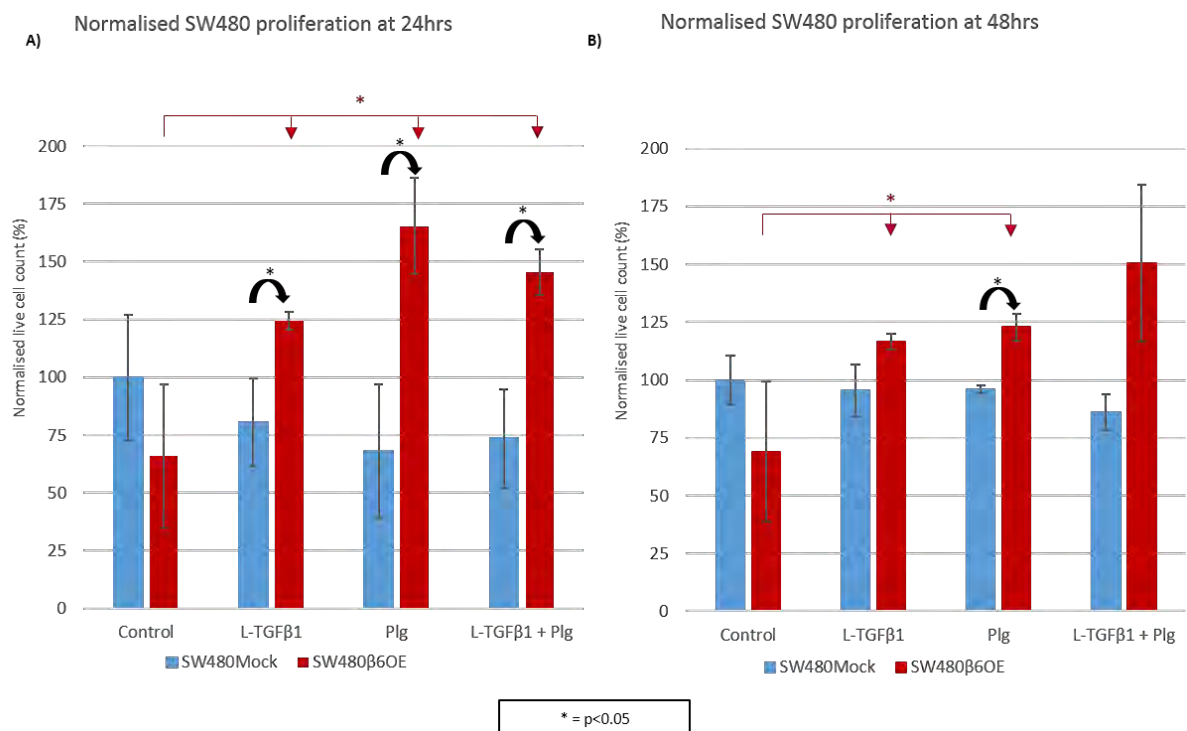 Normalised SW480 proliferation at 24hrs
A)
*
200
175
150
125
100
75
50
25
0
Normalised live cell count (%)
*
*
*
Control L-TGFβ1 Plg L-TGFβ1 + Plg
SW480Mock SW480β6OE
Normalised SW480 proliferation at 48hrs
B)
200
175
150
125
100
75
50
25
0
Normalised live cell count (%)
*
*
Control L-TGFβ1 Plg L-TGFβ1 + Plg
SW480Mock SW480β6OE
* = p<0.05